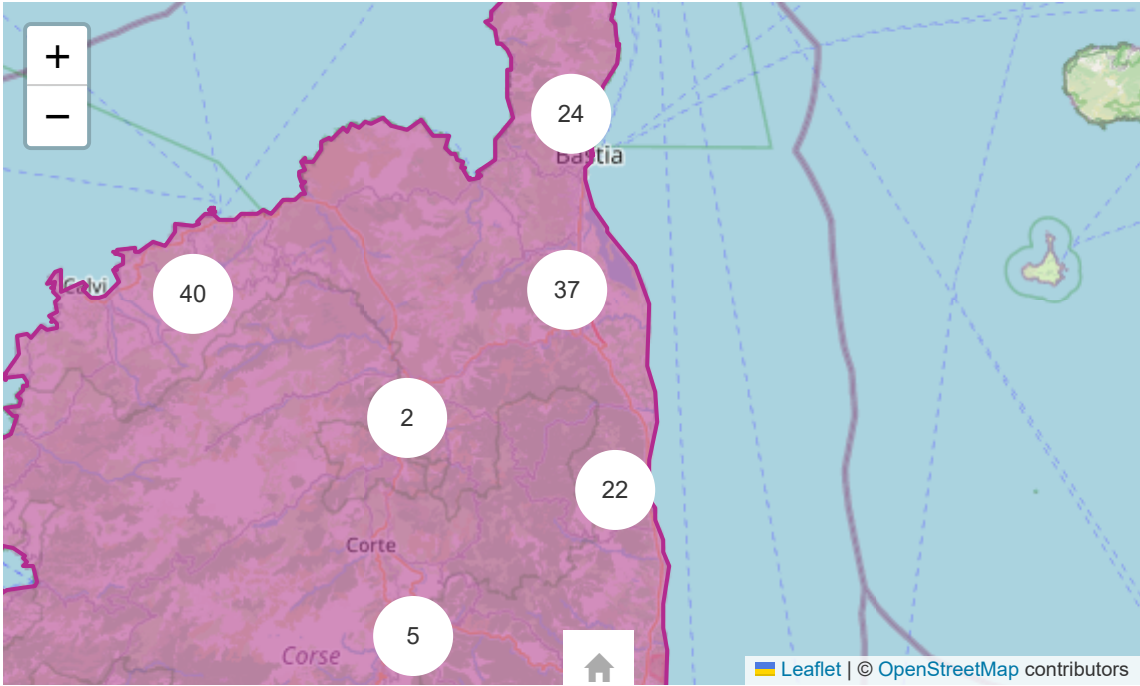 +
−
24
Bastia
Calvi
40
37
2
22
Corte
5
Corse
Leaflet | © OpenStreetMap contributors